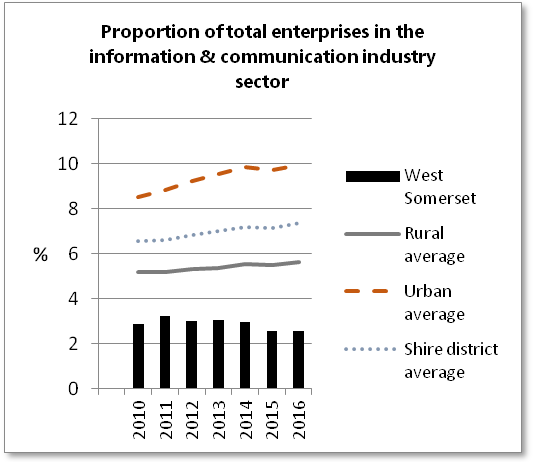 Proportion of total enterprises in the
information & communication industry
sector
12
10
8
6
4
2
0
%
2010
2011
2012
2013
2014
2015
2016
West
Somerset
Rural
average
Urban
average
Shire district
average